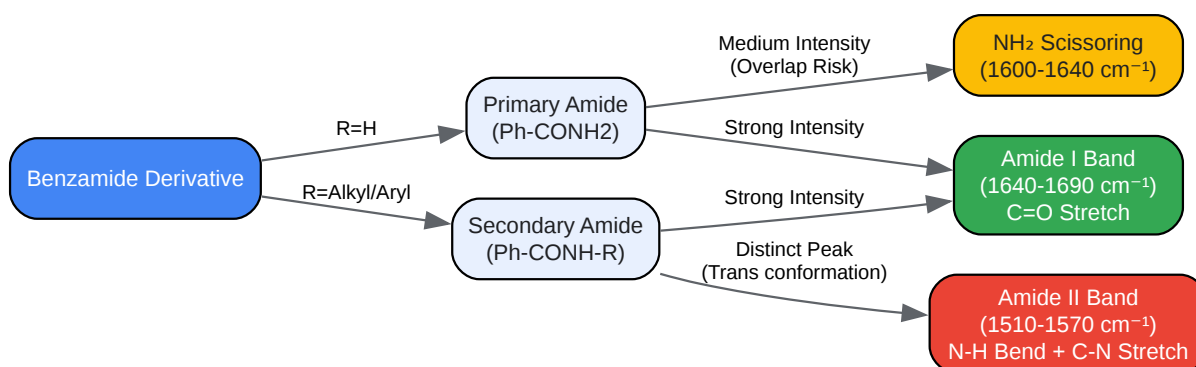 Benzamide Derivative
R=H
R=Alkyl/Aryl
Primary Amide
(Ph-CONH2)
Secondary Amide
(Ph-CONH-R)
Medium Intensity
(Overlap Risk)
Strong Intensity
Strong Intensity
Distinct Peak
(Trans conformation)
NH₂ Scissoring
(1600-1640 cm⁻¹)
Amide I Band
(1640-1690 cm⁻¹)
C=O Stretch
Amide II Band
(1510-1570 cm⁻¹)
N-H Bend + C-N Stretch